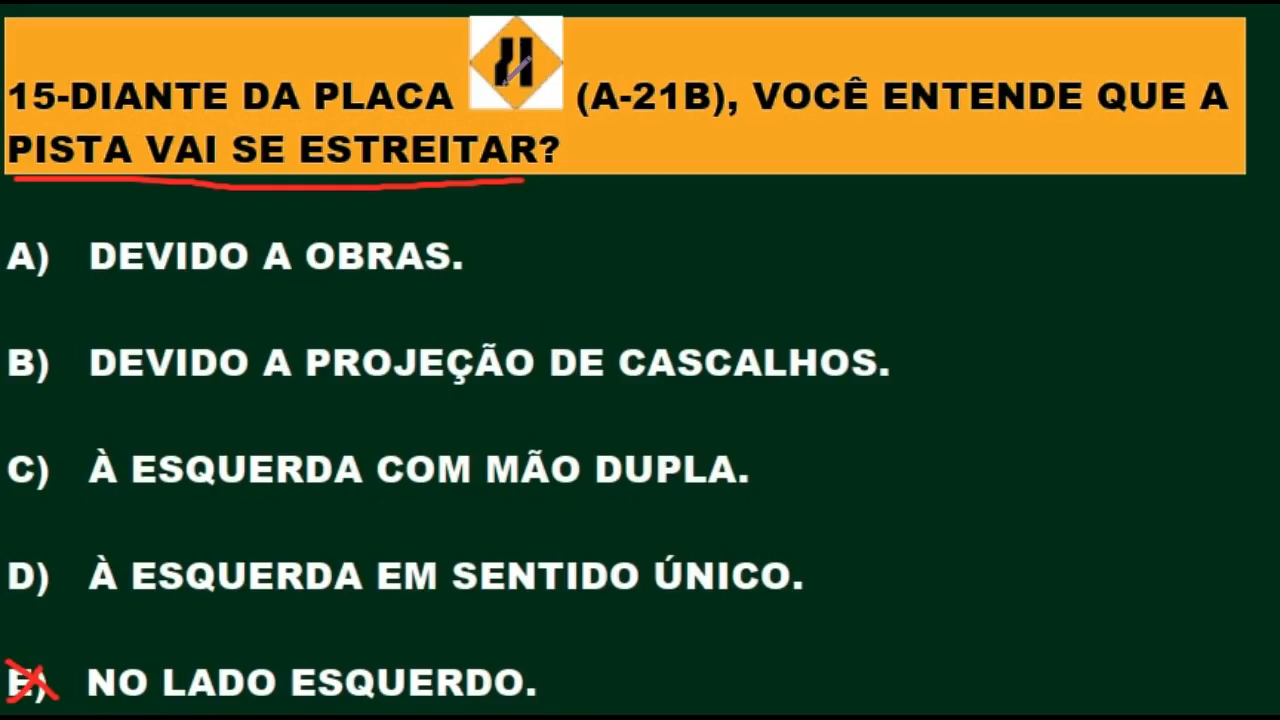 15-DIANTE DA PLACA (A-21B), VOCÊ ENTENDE QUE A
PISTA VAI SE ESTREITAR?
A) DEVIDO A OBRAS.
B) DEVIDO A PROJEÇÃO DE CASCALHOS.
C) À ESQUERDA COM MÃO DUPLA.
D) À ESQUERDA EM SENTIDO ÚNICO.
E) NO LADO ESQUERDO.